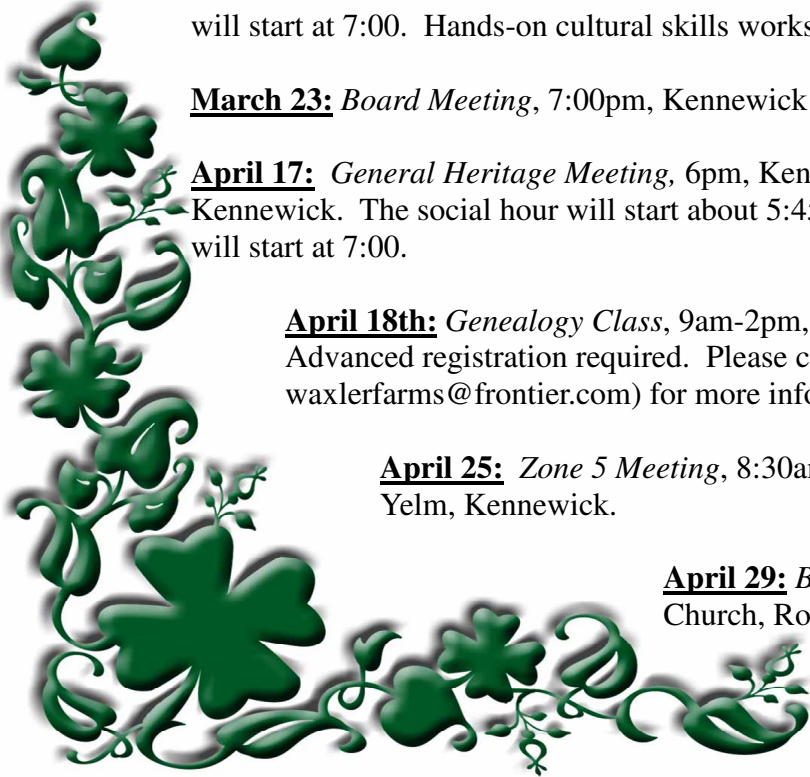 will start at 7:00.  Hands-on cultural skills works
March 23: Board Meeting, 7:00pm, Kennewick
April 17:  General Heritage Meeting, 6pm, Ken
Kennewick.  The social hour will start about 5:4
will start at 7:00.
April 18th: Genealogy Class, 9am-2pm,
Advanced registration required.  Please c
waxlerfarms@frontier.com) for more info
April 25:  Zone 5 Meeting, 8:30a
Yelm, Kennewick.
April 29: B
Church, Ro